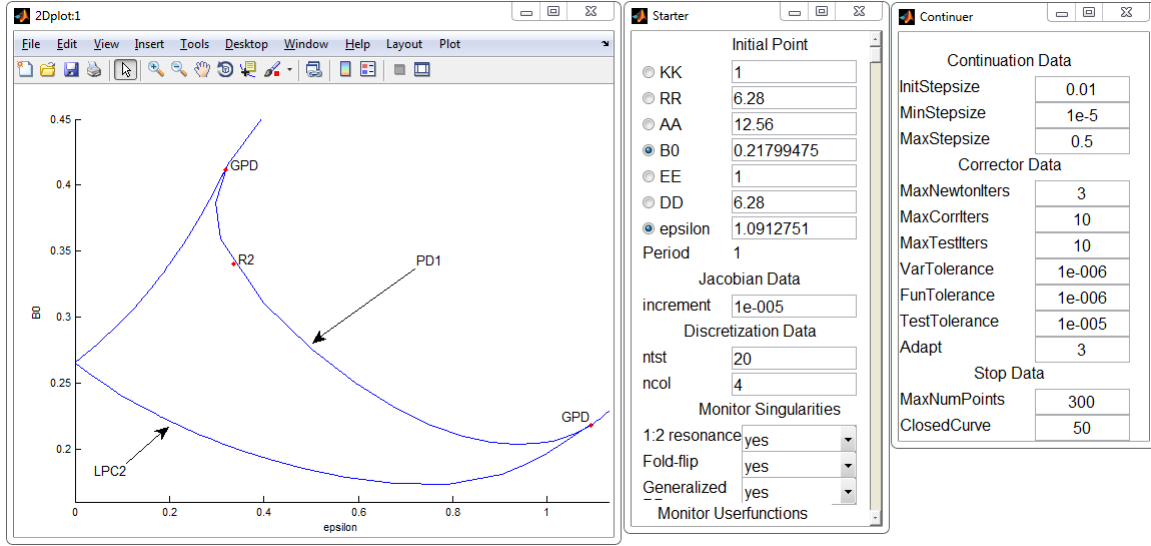 2Dplot:1
File Edit View Insert Tools Desktop Window Help Layout Plot
0.45
0.4
0.35
0.3
0.25
0.2
B0
0 0.2 0.4 0.6 0.8 1
epsilon
GPD
R2
PD1
GPD
LPC2
Starter
Initial Point
KK 1
RR 6.28
AA 12.56
B0 0.21799475
EE 1
DD 6.28
epsilon 1.0912751
Period 1
Jacobian Data
increment 1e-005
Discretization Data
ntst 20
ncol 4
Monitor Singularities
1:2 resonance yes
Fold-flip yes
Generalized yes
Monitor Userfunctions
Continuer
Continuation Data
InitStepsize 0.01
MinStepsize 1e-5
MaxStepsize 0.5
Corrector Data
MaxNewtonIters 3
MaxCorrIters 10
MaxTestIters 10
VarTolerance 1e-006
FunTolerance 1e-006
TestTolerance 1e-005
Adapt 3
Stop Data
MaxNumPoints 300
ClosedCurve 50